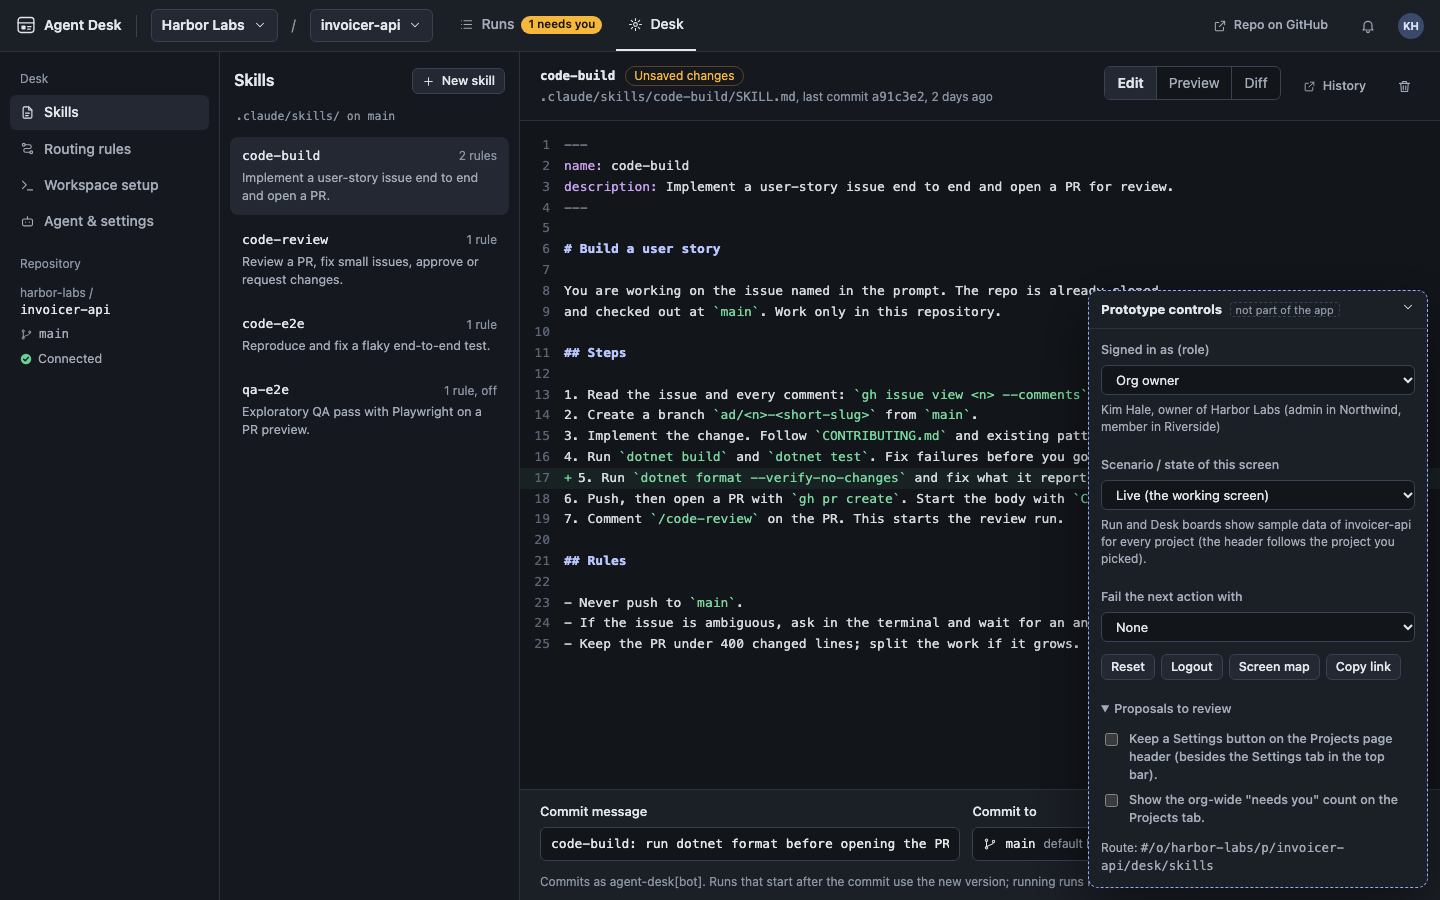 Agent Desk
Harbor Labs
/
invoicer-api
Runs
1 needs you
Desk
Repo on GitHub
KH
Desk
Skills
Routing rules
Workspace setup
Agent & settings
Repository
harbor-labs /
invoicer-api
main
Connected
Skills
New skill
.claude/skills/ on main
code-build
2 rules
Implement a user-story issue end to end
and open a PR.
code-review
1 rule
Review a PR, fix small issues, approve or
request changes.
code-e2e
1 rule
Reproduce and fix a flaky end-to-end test.
qa-e2e
1 rule, off
Exploratory QA pass with Playwright on a
PR preview.
code-build
Unsaved changes
.claude/skills/code-build/SKILL.md, last commit a91c3e2, 2 days ago
Edit
Preview
Diff
History
1 ---
2 name: code-build
3 description: Implement a user-story issue end to end and open a PR for review.
4 ---
5
6 # Build a user story
7
8 You are working on the issue named in the prompt. The repo is already cloned
9 and checked out at `main`. Work only in this repository.
10
11 ## Steps
12
13 1. Read the issue and every comment: `gh issue view <n> --comments`
14 2. Create a branch `ad/<n>-<short-slug>` from `main`.
15 3. Implement the change. Follow `CONTRIBUTING.md` and existing patt
16 4. Run `dotnet build` and `dotnet test`. Fix failures before you go
17 + 5. Run `dotnet format --verify-no-changes` and fix what it report
18 6. Push, then open a PR with `gh pr create`. Start the body with `C
19 7. Comment `/code-review` on the PR. This starts the review run.
20
21 ## Rules
22
23 - Never push to `main`.
24 - If the issue is ambiguous, ask in the terminal and wait for an an
25 - Keep the PR under 400 changed lines; split the work if it grows.
Commit message
code-build: run dotnet format before opening the PR
Commit to
main default
Commits as agent-desk[bot]. Runs that start after the commit use the new version; running runs
Prototype controls
not part of the app
Signed in as (role)
Org owner
Kim Hale, owner of Harbor Labs (admin in Northwind,
member in Riverside)
Scenario / state of this screen
Live (the working screen)
Run and Desk boards show sample data of invoicer-api
for every project (the header follows the project you
picked).
Fail the next action with
None
Reset
Logout
Screen map
Copy link
▼ Proposals to review
Keep a Settings button on the Projects page
header (besides the Settings tab in the top
bar).
Show the org-wide "needs you" count on the
Projects tab.
Route: #/o/harbor-labs/p/invoicer-
api/desk/skills